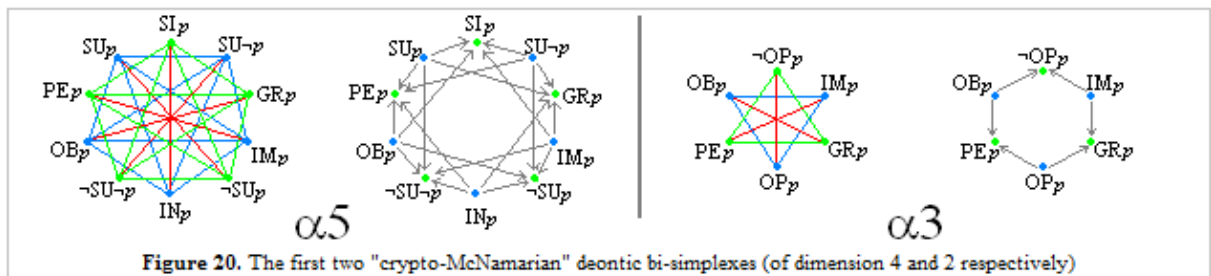 SIp
SUp SU¬p
PEp GRp
OBp IMp
¬SU¬p ¬SUp
INp
α5
SIp
SUp SU¬p
PEp GRp
OBp IMp
¬SU¬p ¬SUp
INp
¬OPp
OBp IMp
PEp GRp
OPp
¬OPp
OBp IMp
PEp GRp
OPp
α3
Figure 20. The first two "crypto-McNamarian" deontic bi-simplexes (of dimension 4 and 2 respectively)